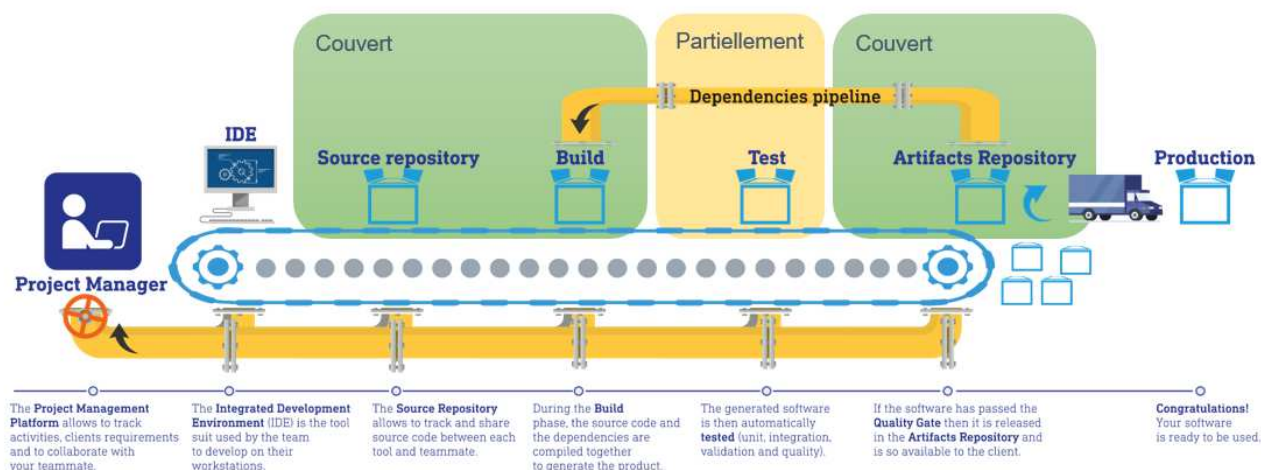 Couvert
Partiellement
Couvert
Dependencies pipeline
IDE
Source repository
Build
Test
Artifacts Repository
Production
Project Manager
The Project Management
Platform allows to track
activities, clients requirements
and to collaborate with
your teammate.
The Integrated Development
Environment (IDE) is the tool
suit used by the team
to develop on their
workstations.
The Source Repository
allows to track and share
source code between each
tool and teammate.
During the Build
phase, the source code and
the dependencies are
compiled together
to generate the product.
The generated software
is then automatically
tested (unit, integration,
validation and quality).
If the software has passed the
Quality Gate then it is released
in the Artifacts Repository and
is so available to the client.
Congratulations!
Your software
is ready to be used.